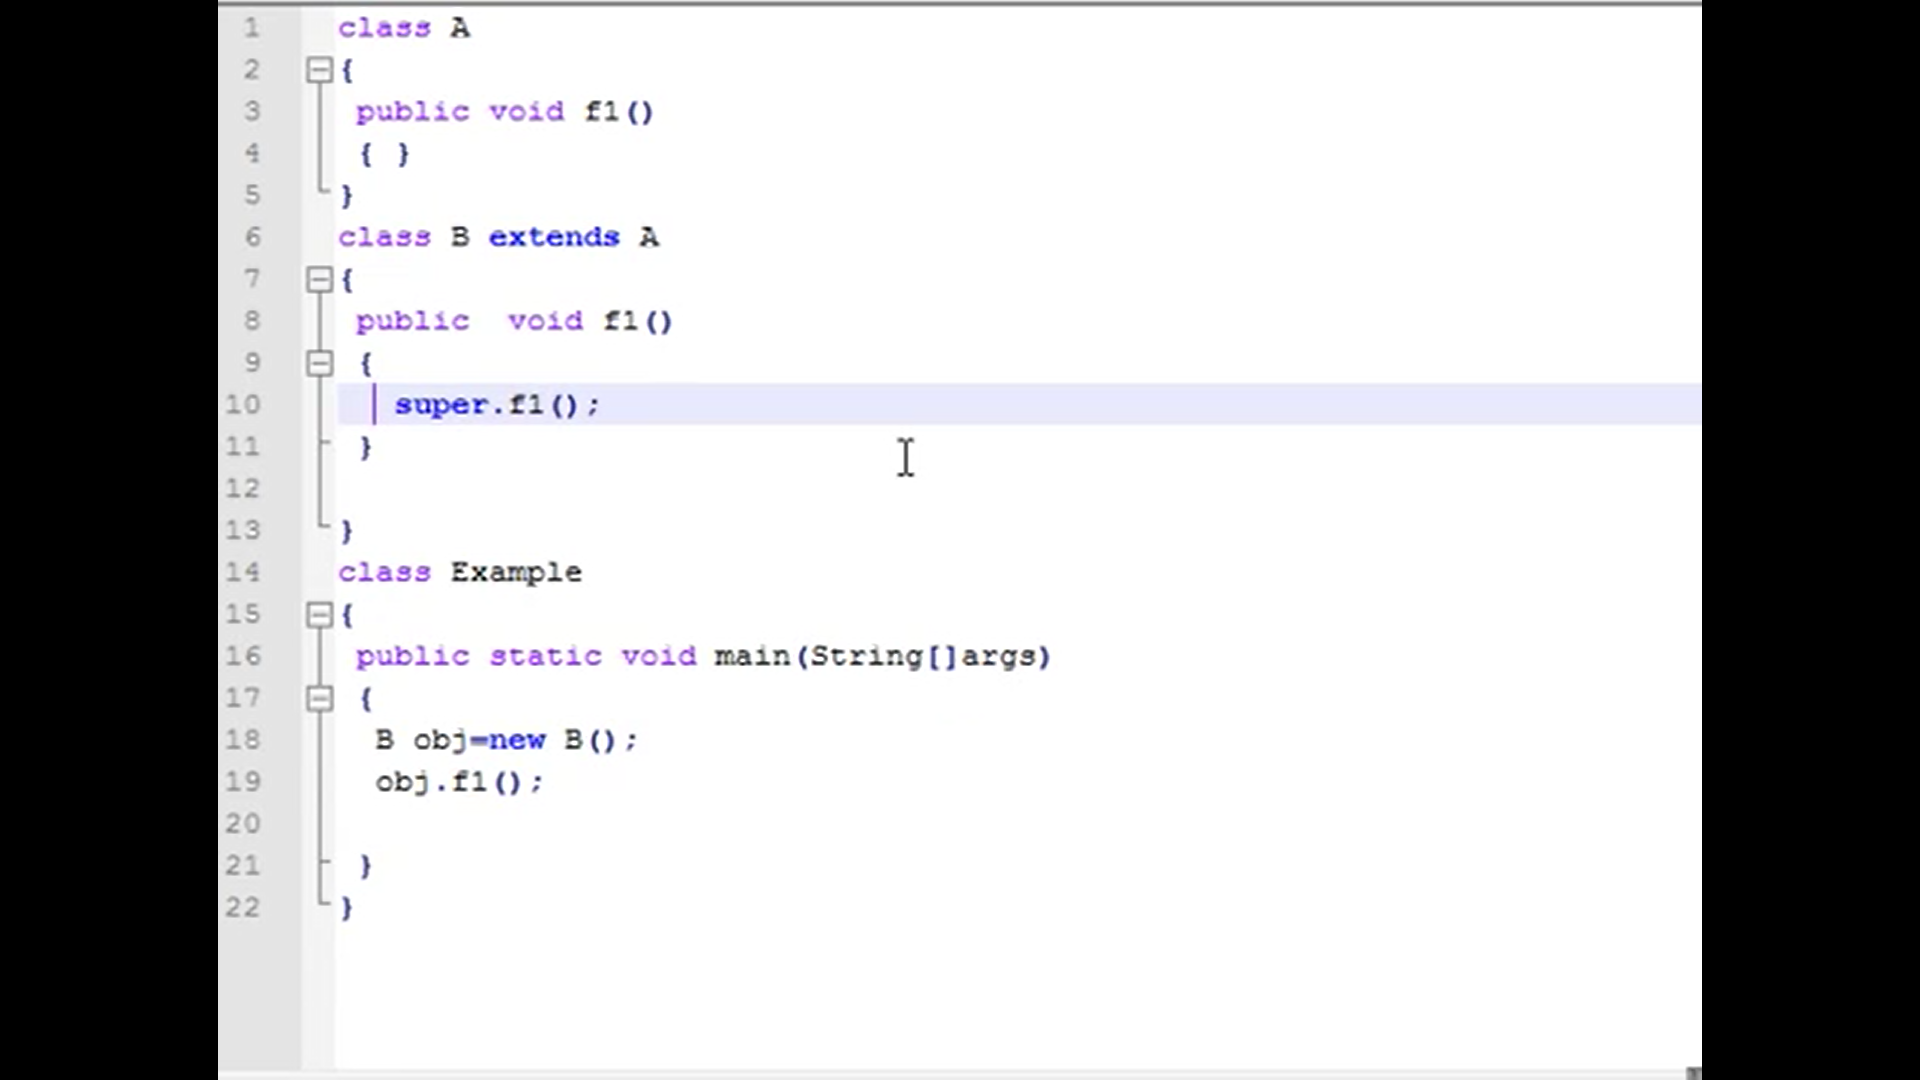 1 class A
2 {
3 public void f1()
4 { }
5 }
6 class B extends A
7 {
8 public  void f1()
9 {
10 super.f1();
11 }
12
13 }
14 class Example
15 {
16 public static void main(String[]args)
17 {
18 B obj=new B();
19 obj.f1();
20
21 }
22 }